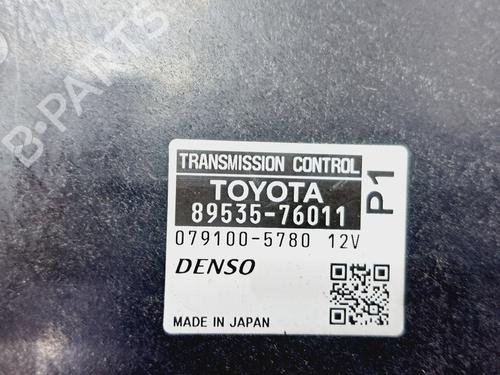 B-PARTS
TRANSMISSION CONTROL
TOYOTA
89535-76011
P1
079100-5780 12V
DENSO
MADE IN JAPAN